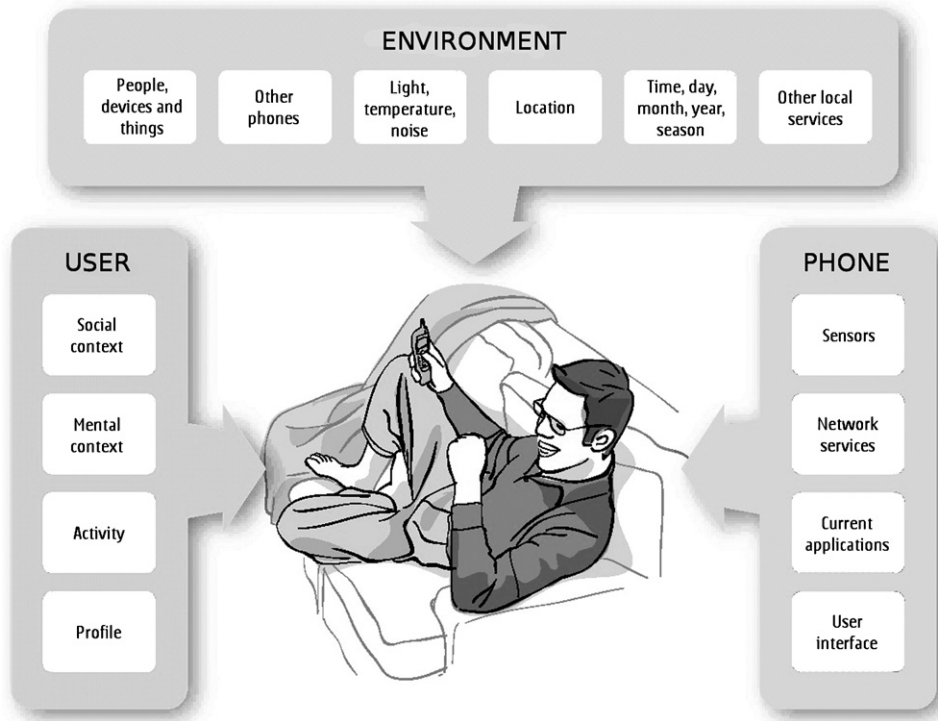 ENVIRONMENT
People,
devices and
things
Other
phones
Light,
temperature,
noise
Location
Time, day,
month, year,
season
Other local
services
USER
Social
context
Mental
context
Activity
Profile
PHONE
Sensors
Network
services
Current
applications
User
interface